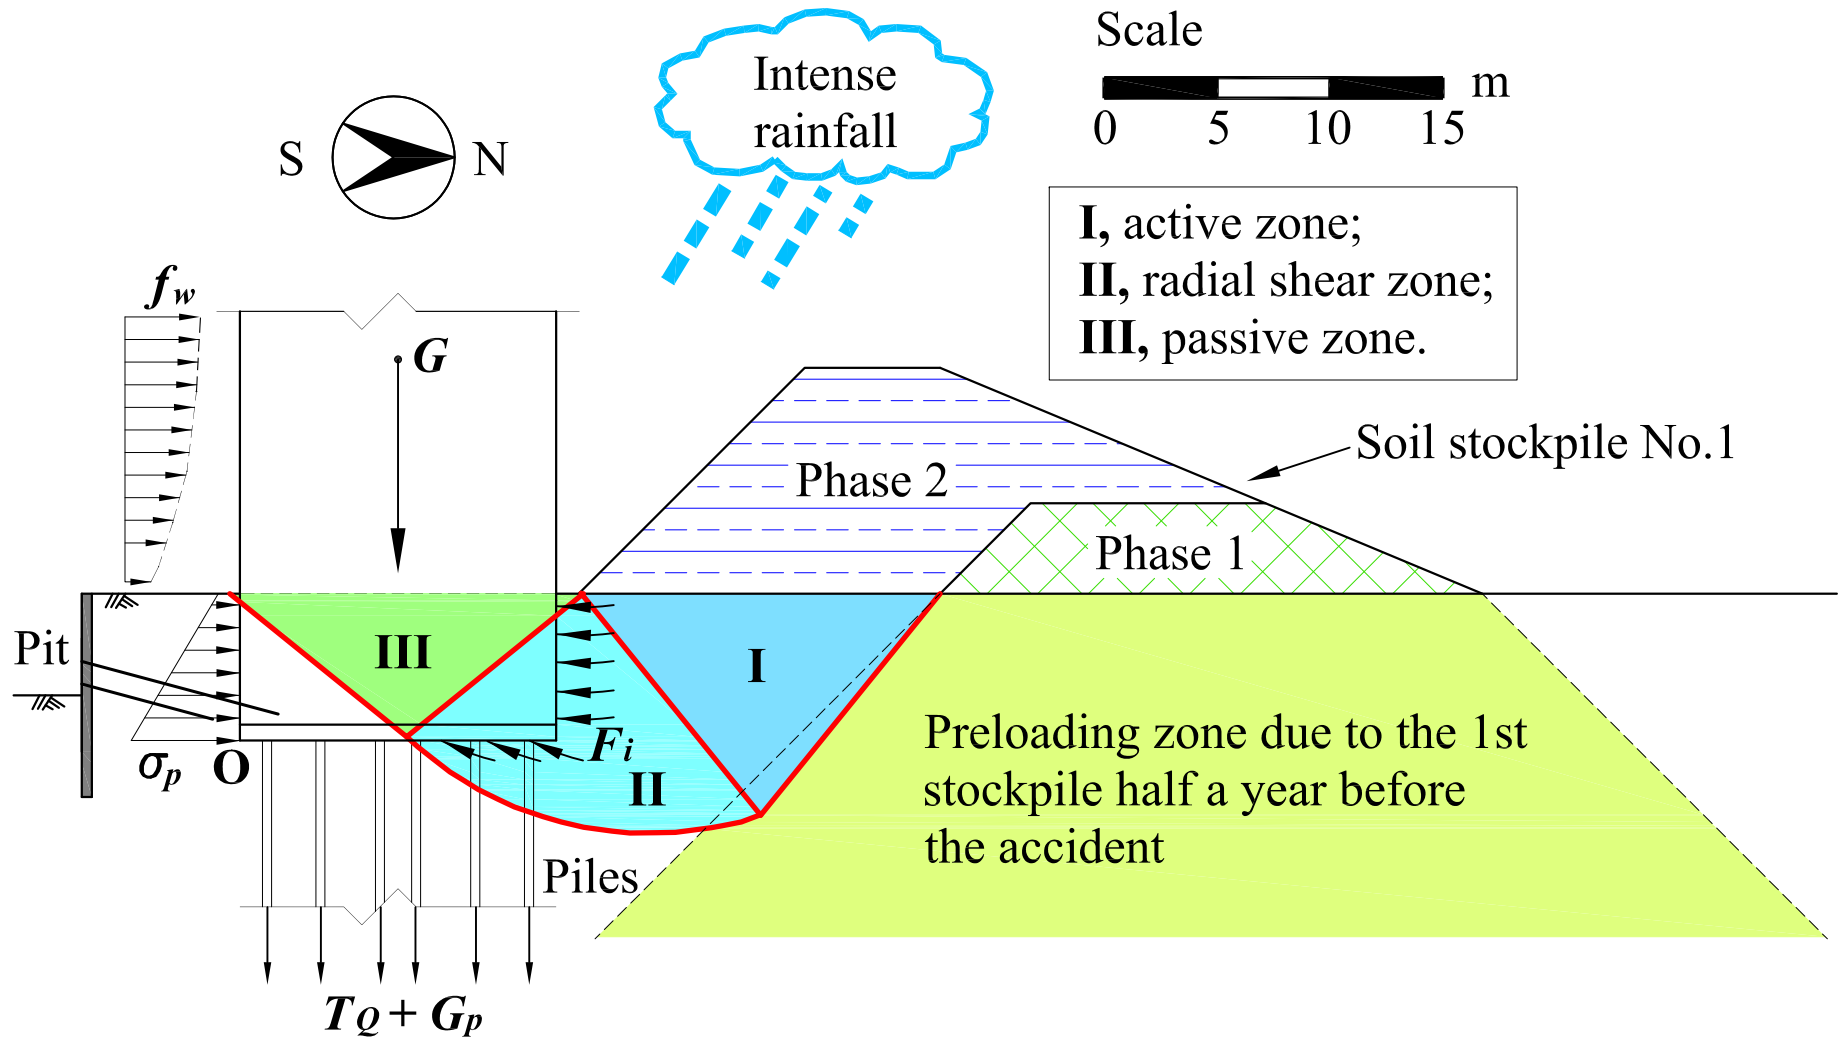 Scale
m
0 5 10 15
Intense
rainfall
S N
I, active zone;
II, radial shear zone;
III, passive zone.
f_w
G
Soil stockpile No.1
Phase 2
Phase 1
Pit
III
I
σ_p
O
F_i
II
Preloading zone due to the 1st
stockpile half a year before
the accident
Piles
T_Q + G_p